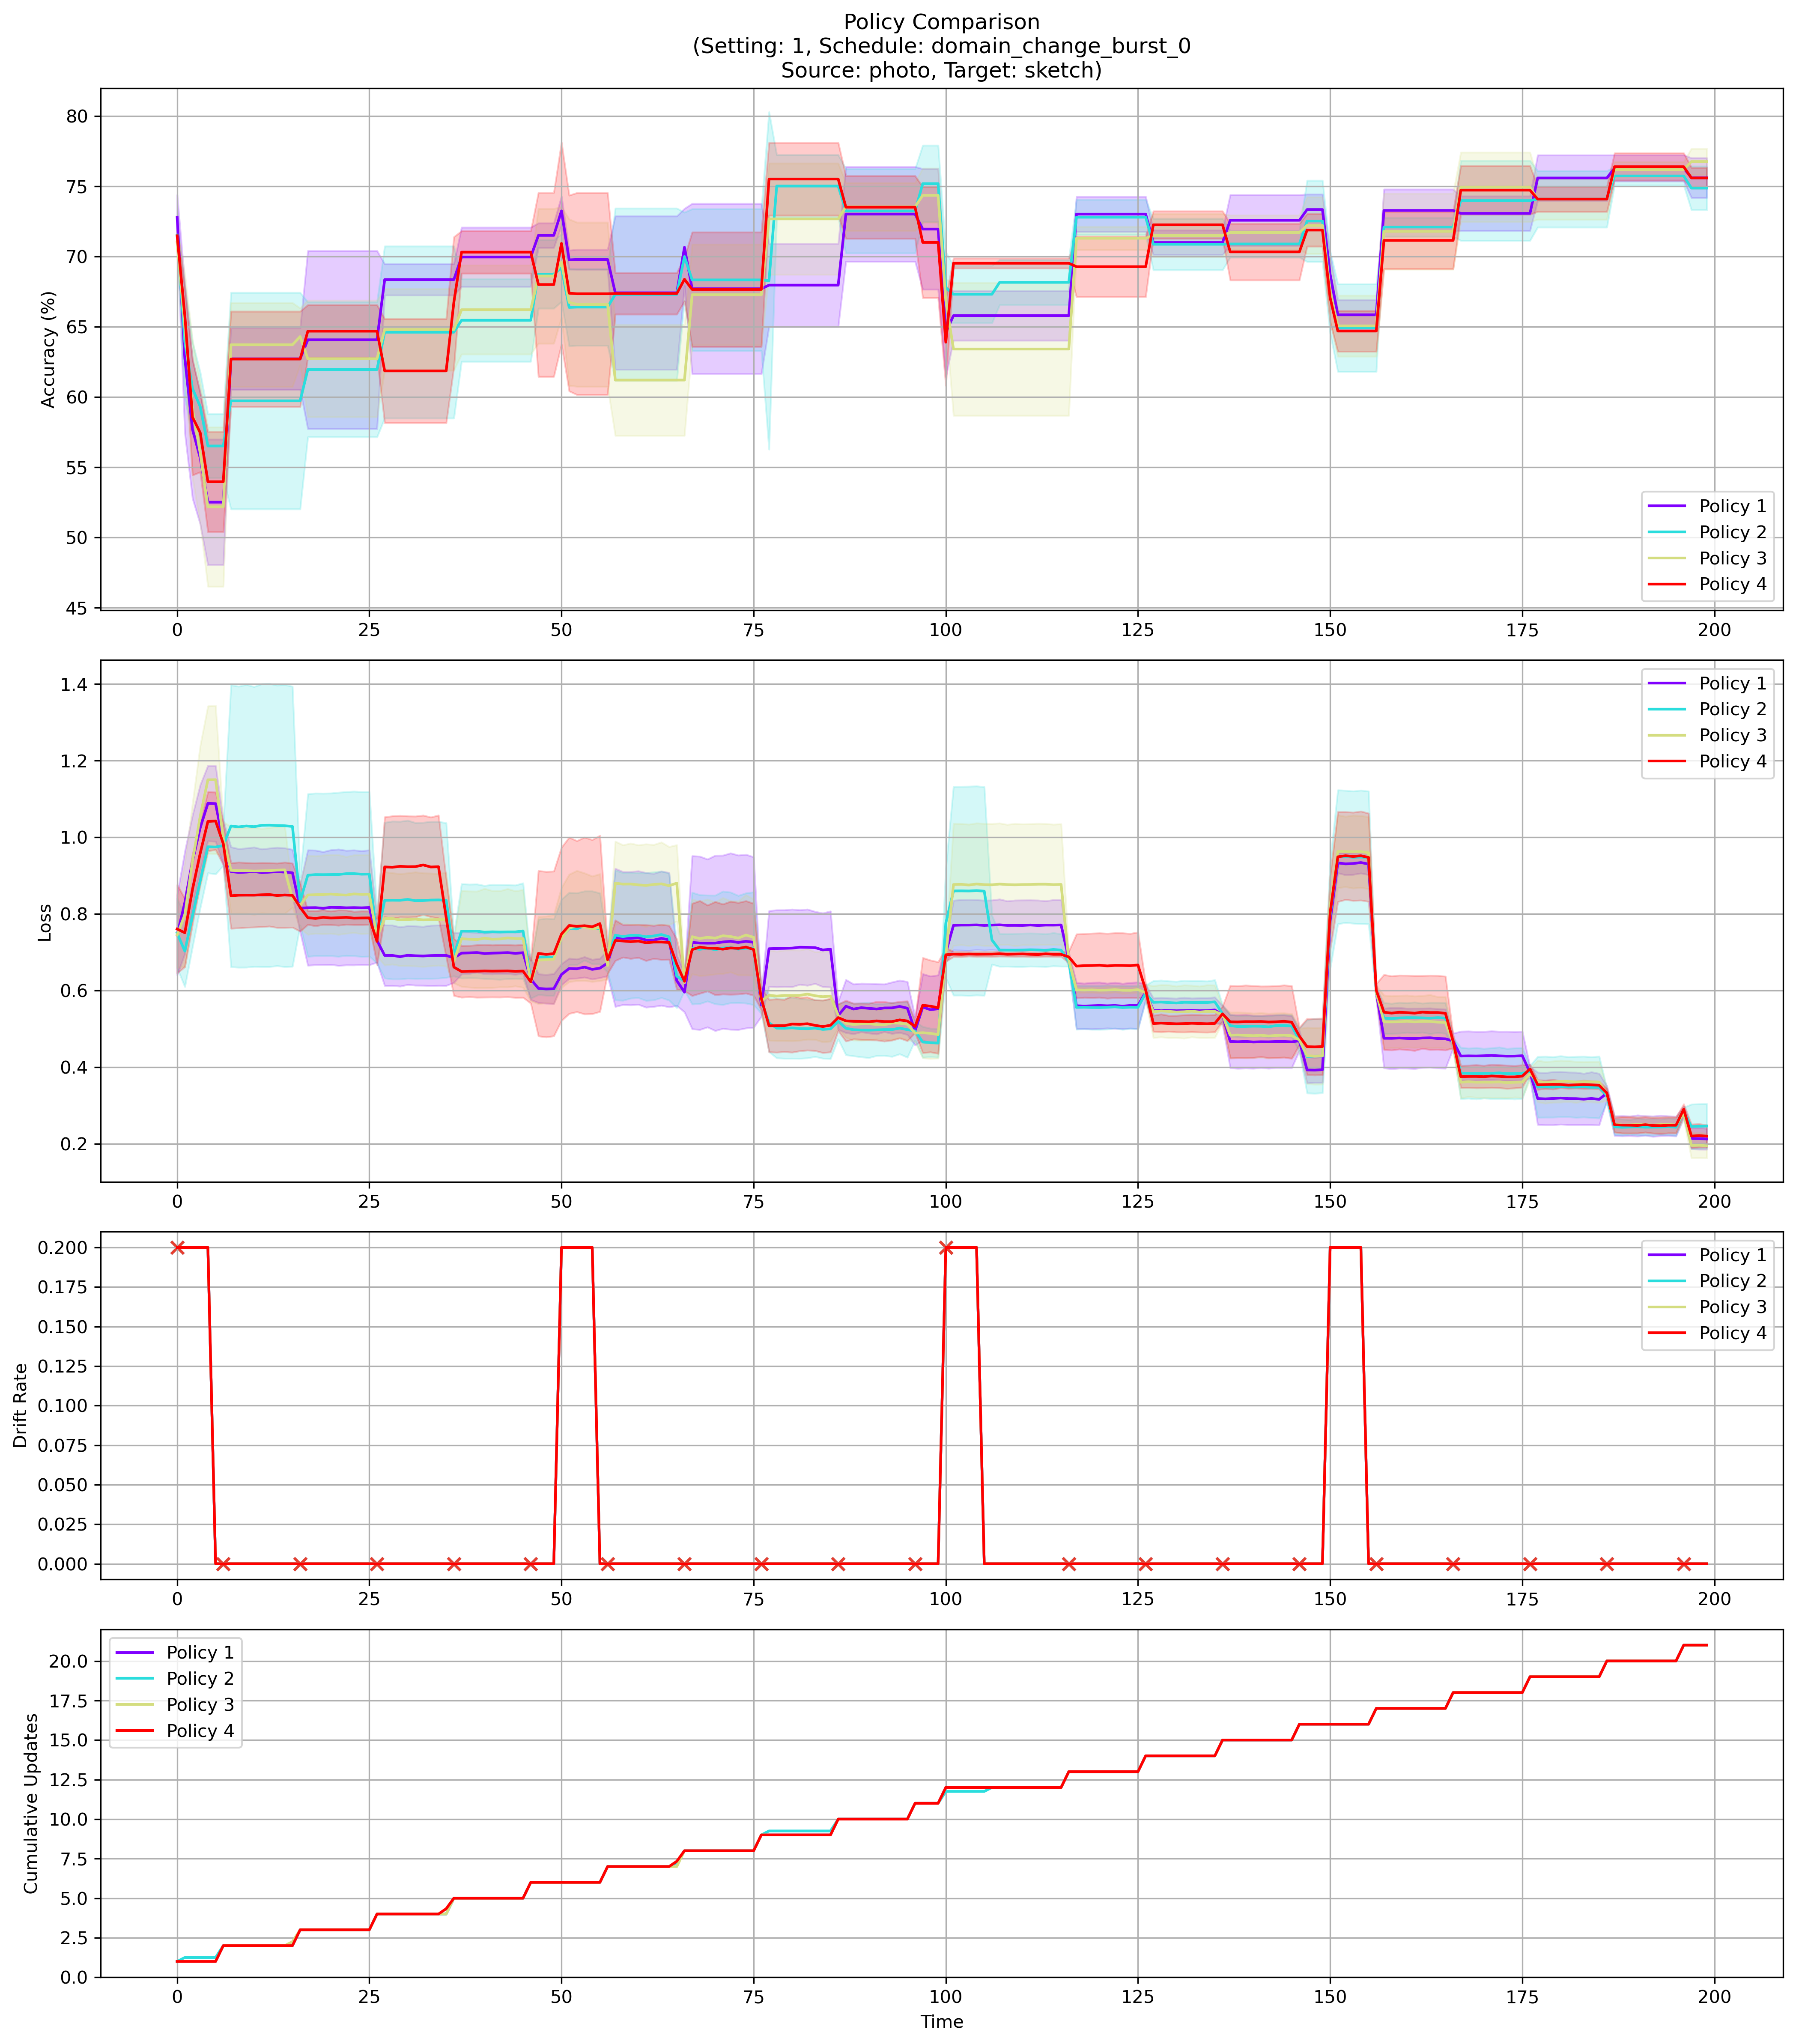 Policy Comparison
(Setting: 1, Schedule: domain_change_burst_0
Source: photo, Target: sketch)
Accuracy (%)
80
75
70
65
60
55
50
45
0 25 50 75 100 125 150 175 200
Policy 1
Policy 2
Policy 3
Policy 4
Loss
1.4
1.2
1.0
0.8
0.6
0.4
0.2
0 25 50 75 100 125 150 175 200
Policy 1
Policy 2
Policy 3
Policy 4
Drift Rate
0.200
0.175
0.150
0.125
0.100
0.075
0.050
0.025
0.000
0 25 50 75 100 125 150 175 200
Policy 1
Policy 2
Policy 3
Policy 4
Cumulative Updates
20.0
17.5
15.0
12.5
10.0
7.5
5.0
2.5
0.0
0 25 50 75 100 125 150 175 200
Policy 1
Policy 2
Policy 3
Policy 4
Time